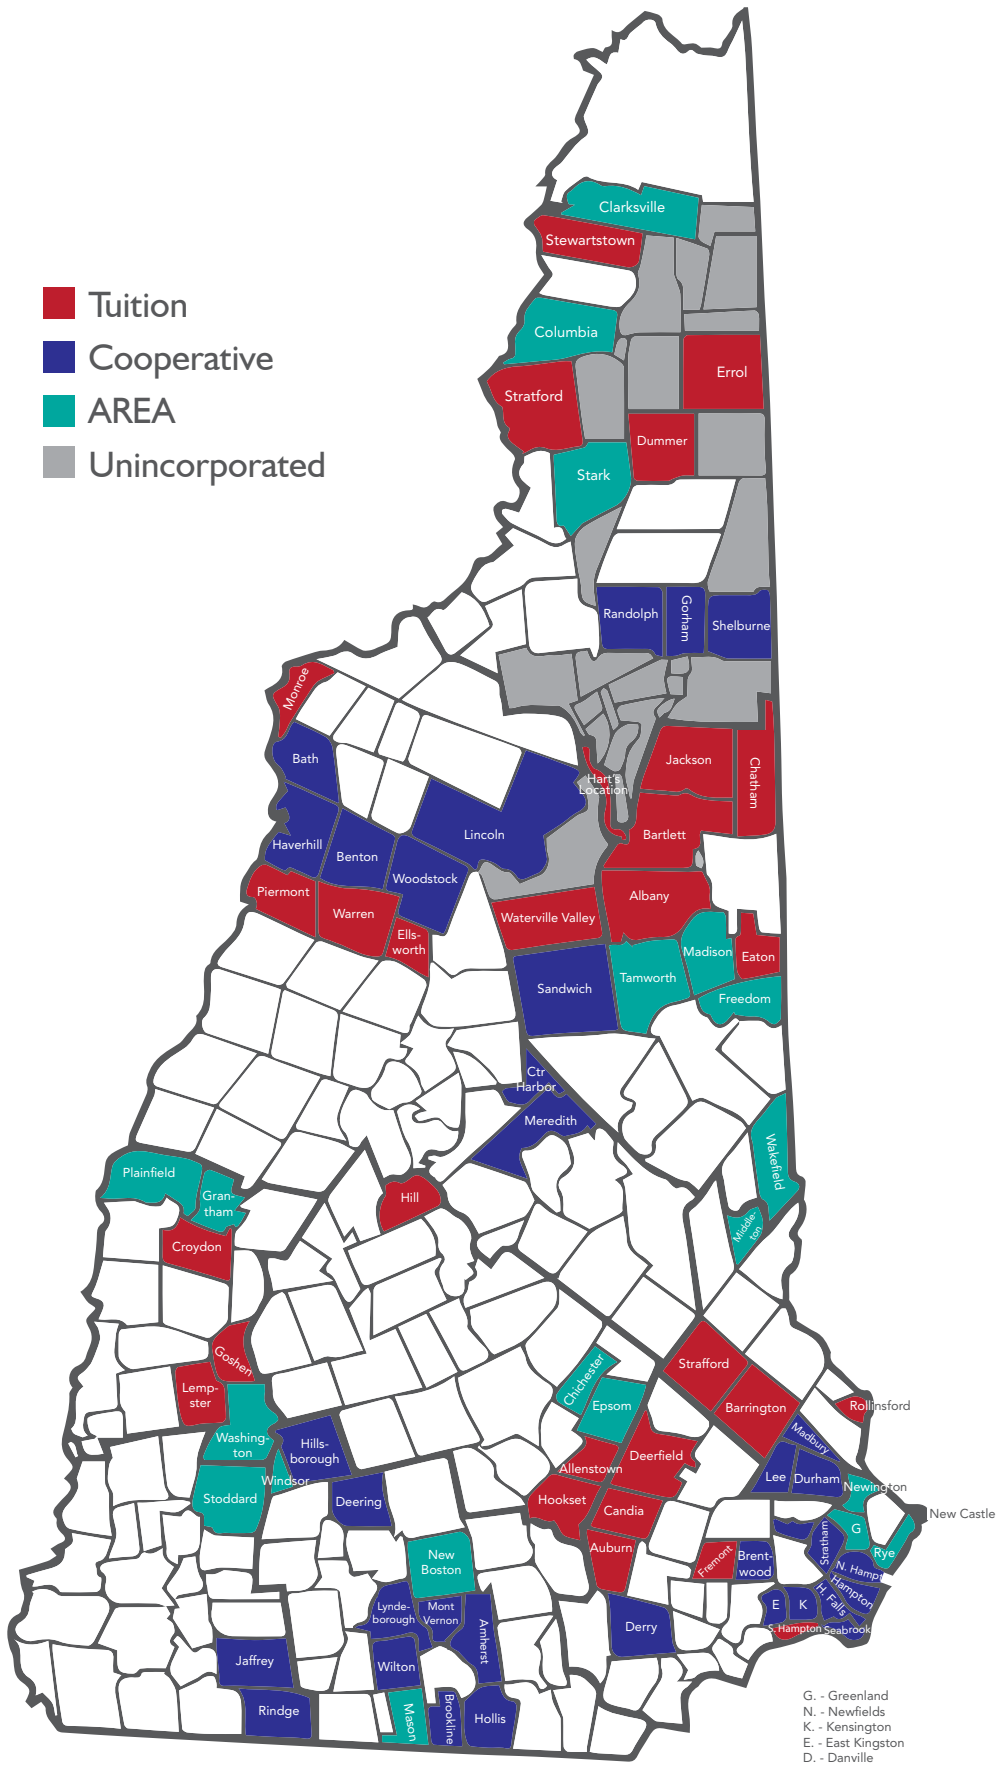 Clarksville
Stewartstown
Tuition
Cooperative
AREA
Unincorporated
Columbia
Errol
Stratford
Dummer
Stark
Randolph
Gorham
Shelburne
Monroe
Bath
Jackson
Chatham
Hart's
Location
Lincoln
Bartlett
Haverhill
Benton
Woodstock
Piermont
Warren
Albany
Waterville Valley
Ells-
worth
Madison
Eaton
Tamworth
Sandwich
Freedom
Ctr
Harbor
Meredith
Wakefield
Plainfield
Gran-
tham
Hill
Middle-
ton
Croydon
Goshen
Strafford
Chichester
Lemp-
ster
Epsom
Barrington
Rollinsford
Washing-
ton
Hills-
borough
Madbury
Deerfield
Allenstown
Windsor
Lee
Durham
Newington
Stoddard
Deering
Hookset
Candia
New Castle
G
Auburn
Stratham
Rye
Fremont
Brent-
wood
New
Boston
N. Hampt
Hampton
H. Falls
E
K
Lynde-
borough
Mont
Vernon
Amherst
Derry
S. Hampton
Seabrook
Jaffrey
Wilton
Rindge
Mason
Brookline
Hollis
G. - Greenland
N. - Newfields
K. - Kensington
E. - East Kingston
D. - Danville